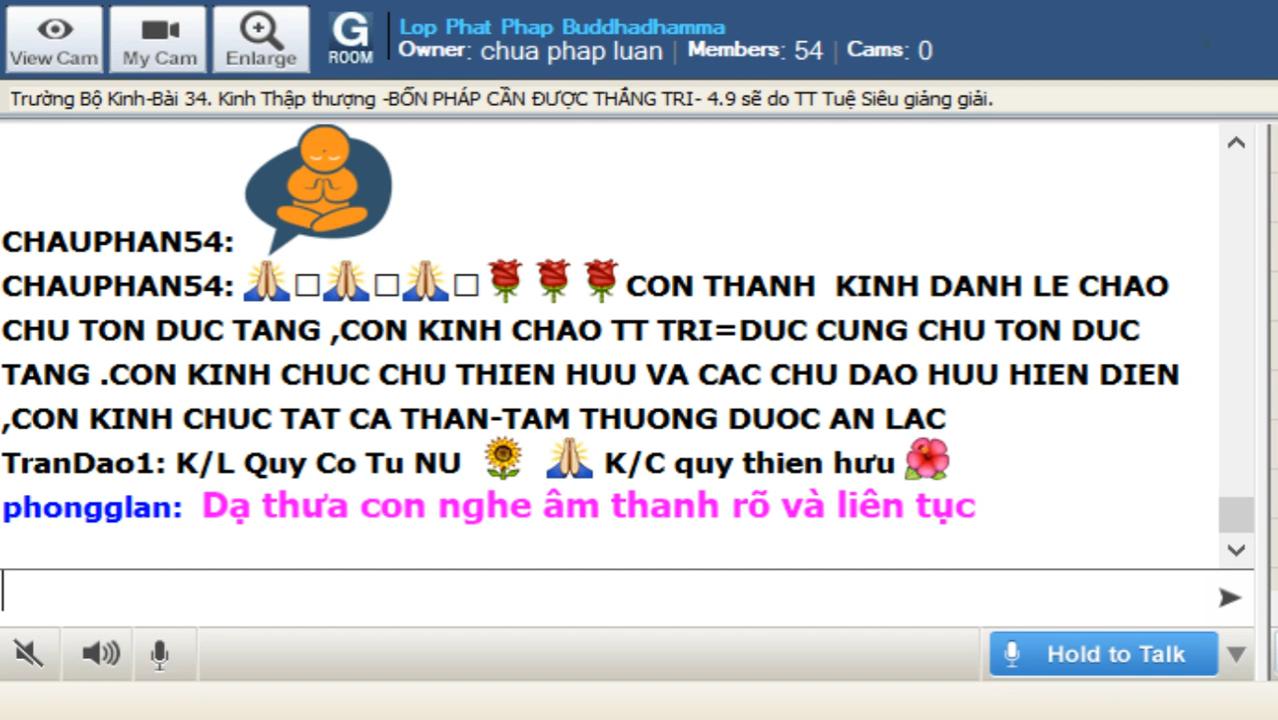 View Cam
My Cam
Enlarge
G
ROOM
Lop Phat Phap Buddhadhamma
Owner: chua phap luan | Members: 54 | Cams: 0
Trường Bộ Kinh-Bài 34. Kinh Thập thượng -BỐN PHÁP CẦN ĐƯỢC THẮNG TRI- 4.9 sẽ do TT Tuệ Siêu giảng giải.
CHAUPHAN54:
CHAUPHAN54: 🙏□🙏□🙏□🌹🌹🌹CON THANH  KINH DANH LE CHAO
CHU TON DUC TANG ,CON KINH CHAO TT TRI=DUC CUNG CHU TON DUC
TANG .CON KINH CHUC CHU THIEN HUU VA CAC CHU DAO HUU HIEN DIEN
,CON KINH CHUC TAT CA THAN-TAM THUONG DUOC AN LAC
TranDao1: K/L Quy Co Tu NU 🌻 🙏 K/C quy thien hưu 🌺
phongglan: Dạ thưa con nghe âm thanh rõ và liên tục
Hold to Talk